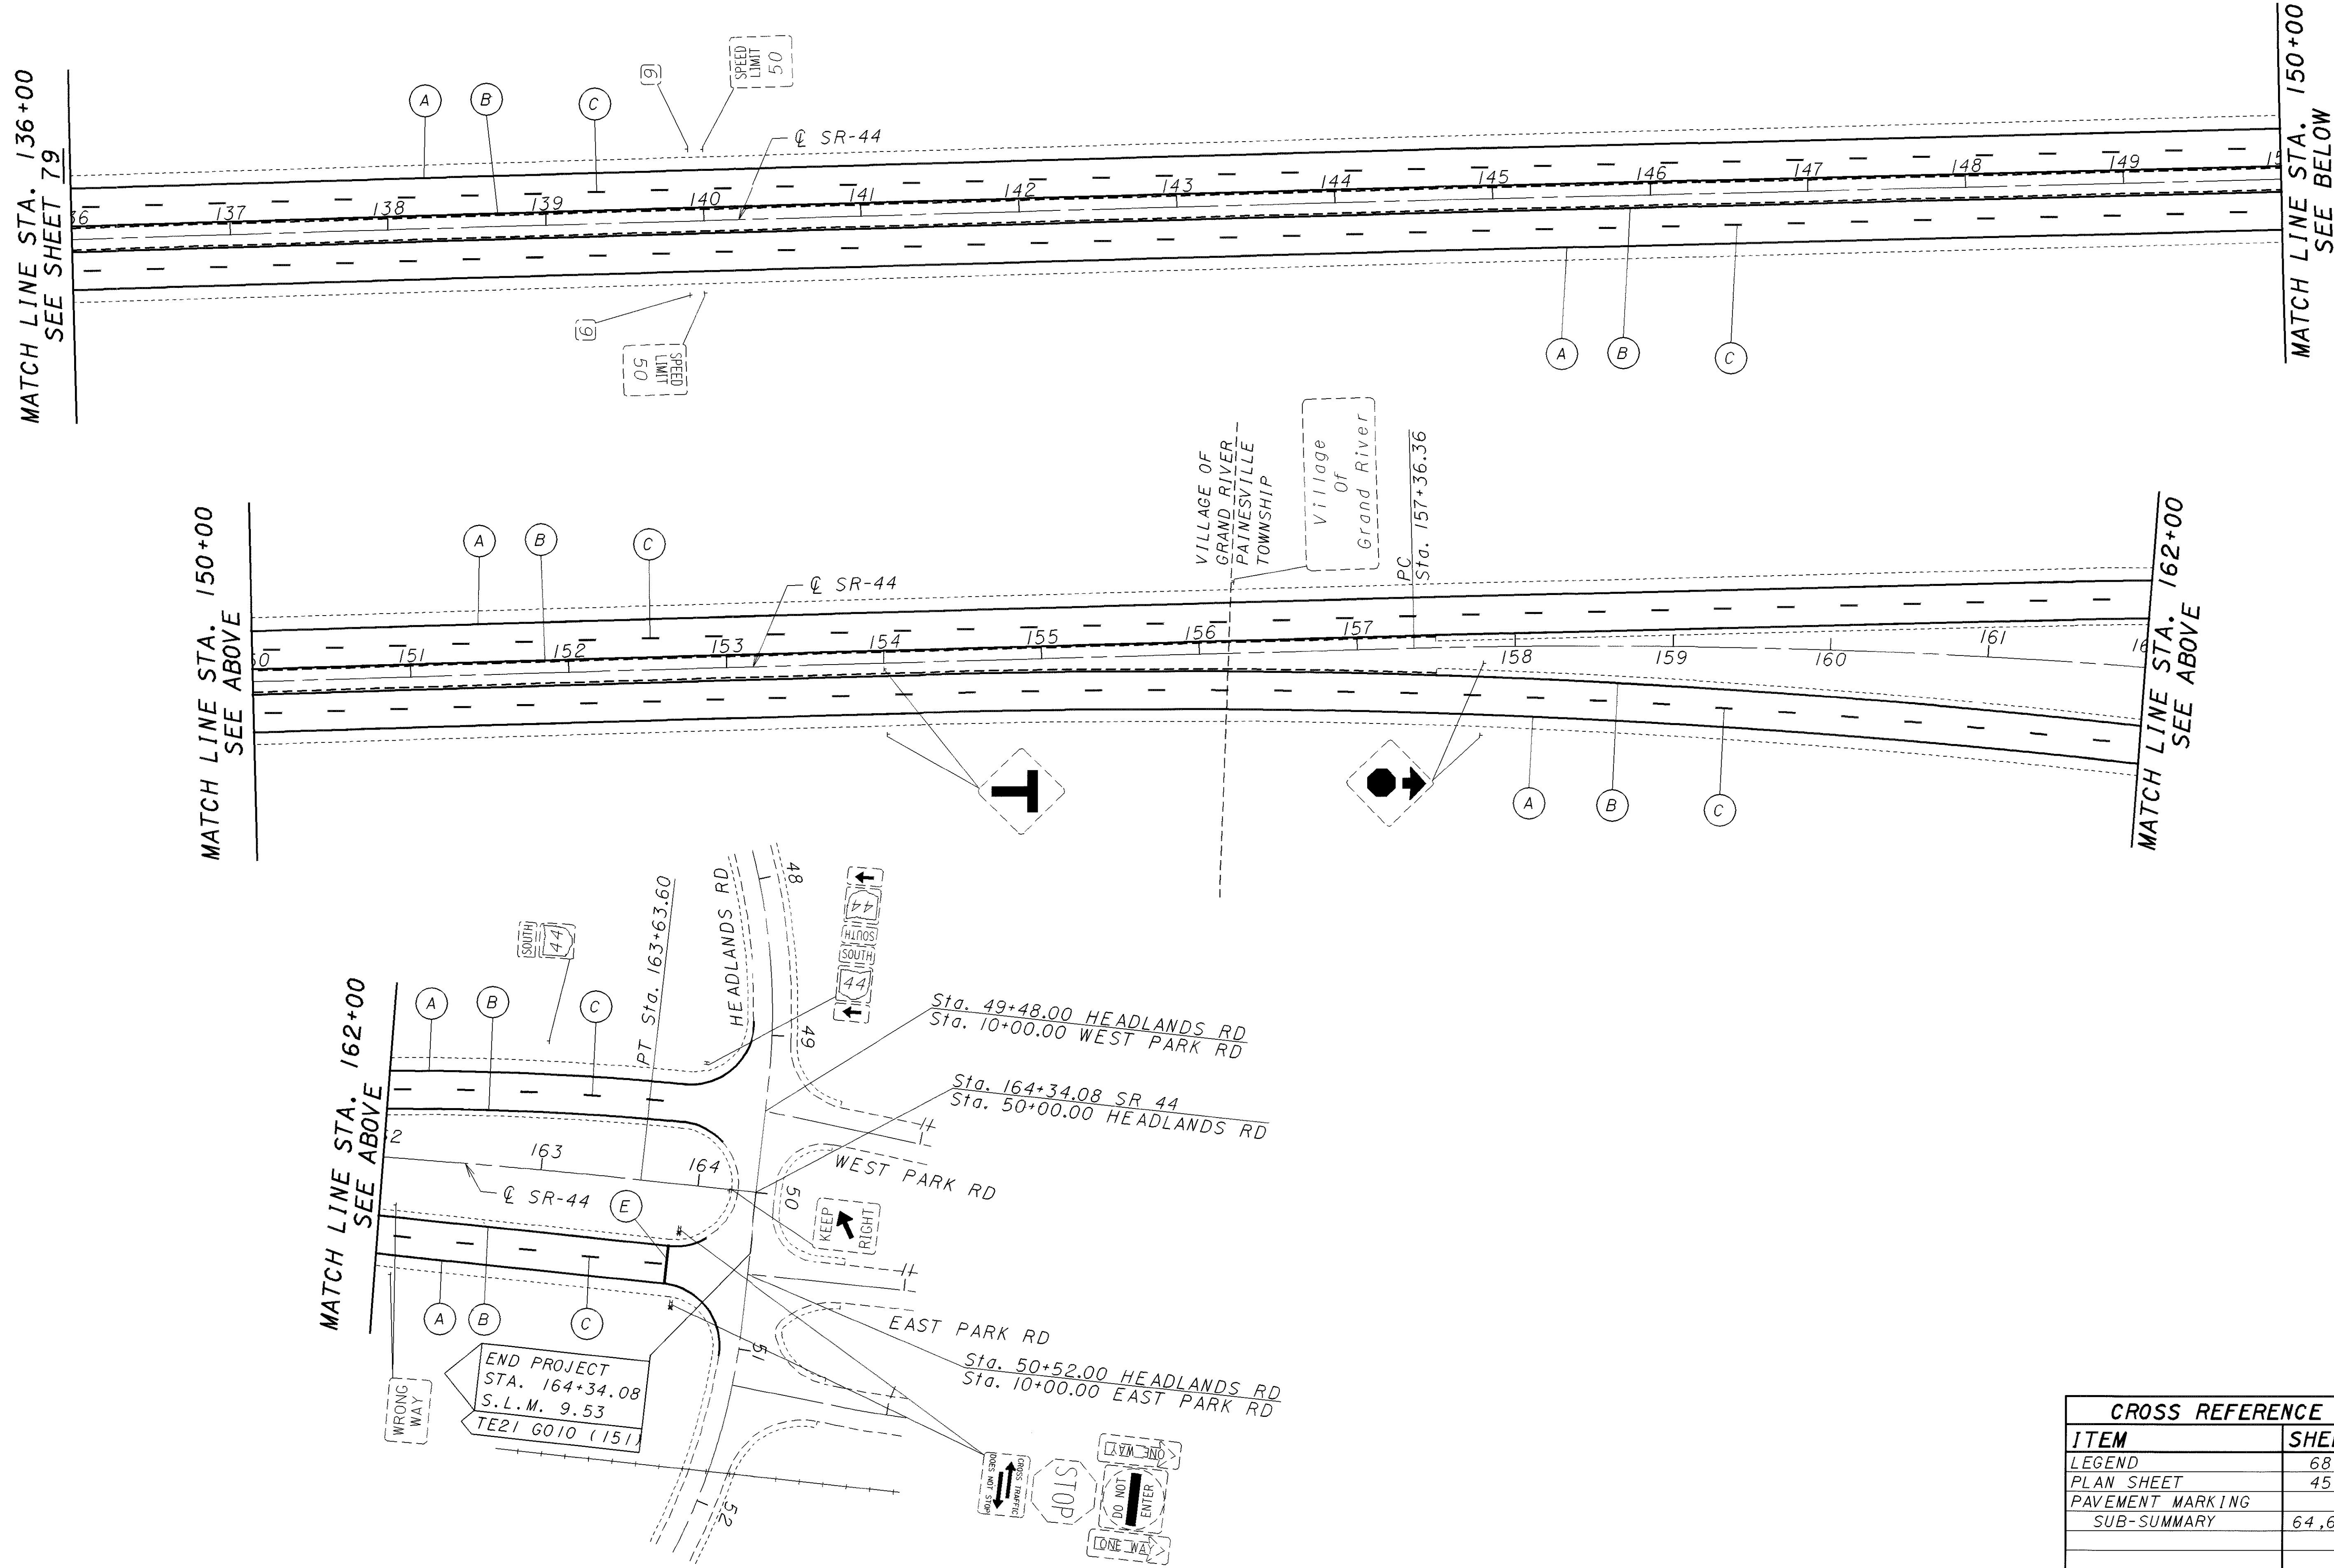 MATCH LINE STA. 136+00
SEE SHEET 79
A
B
C
9
SPEED
LIMIT
50
℄ SR-44
36
137
138
139
140
141
142
143
144
145
146
147
148
149
MATCH LINE STA. 150+00
SEE BELOW
9
SPEED
LIMIT
50
A
B
C
MATCH LINE STA. 150+00
SEE ABOVE
A
B
C
℄ SR-44
VILLAGE OF
GRAND RIVER
PAINESVILLE
TOWNSHIP
Village
Of
Grand River
PC
Sta. 157+36.36
50
151
152
153
154
155
156
157
158
159
160
161
MATCH LINE STA. 162+00
SEE ABOVE
A
B
C
MATCH LINE STA. 162+00
SEE ABOVE
A
B
C
SOUTH
44
PT Sta. 163+63.60
HEADLANDS RD
48
49
50
51
52
44
SOUTH
SOUTH
44
Sta. 49+48.00 HEADLANDS RD
Sta. 10+00.00 WEST PARK RD
Sta. 164+34.08 SR 44
Sta. 50+00.00 HEADLANDS RD
WEST PARK RD
62
163
164
℄ SR-44
E
KEEP
RIGHT
EAST PARK RD
Sta. 50+52.00 HEADLANDS RD
Sta. 10+00.00 EAST PARK RD
A
B
C
WRONG
WAY
END PROJECT
STA. 164+34.08
S.L.M. 9.53
TE21 G010 (151)
CROSS TRAFFIC
DOES NOT STOP
STOP
ONE WAY
DO NOT
ENTER
ONE WAY
CROSS REFERENCE
ITEM SHE
LEGEND 68
PLAN SHEET 45
PAVEMENT MARKING
SUB-SUMMARY 64,6